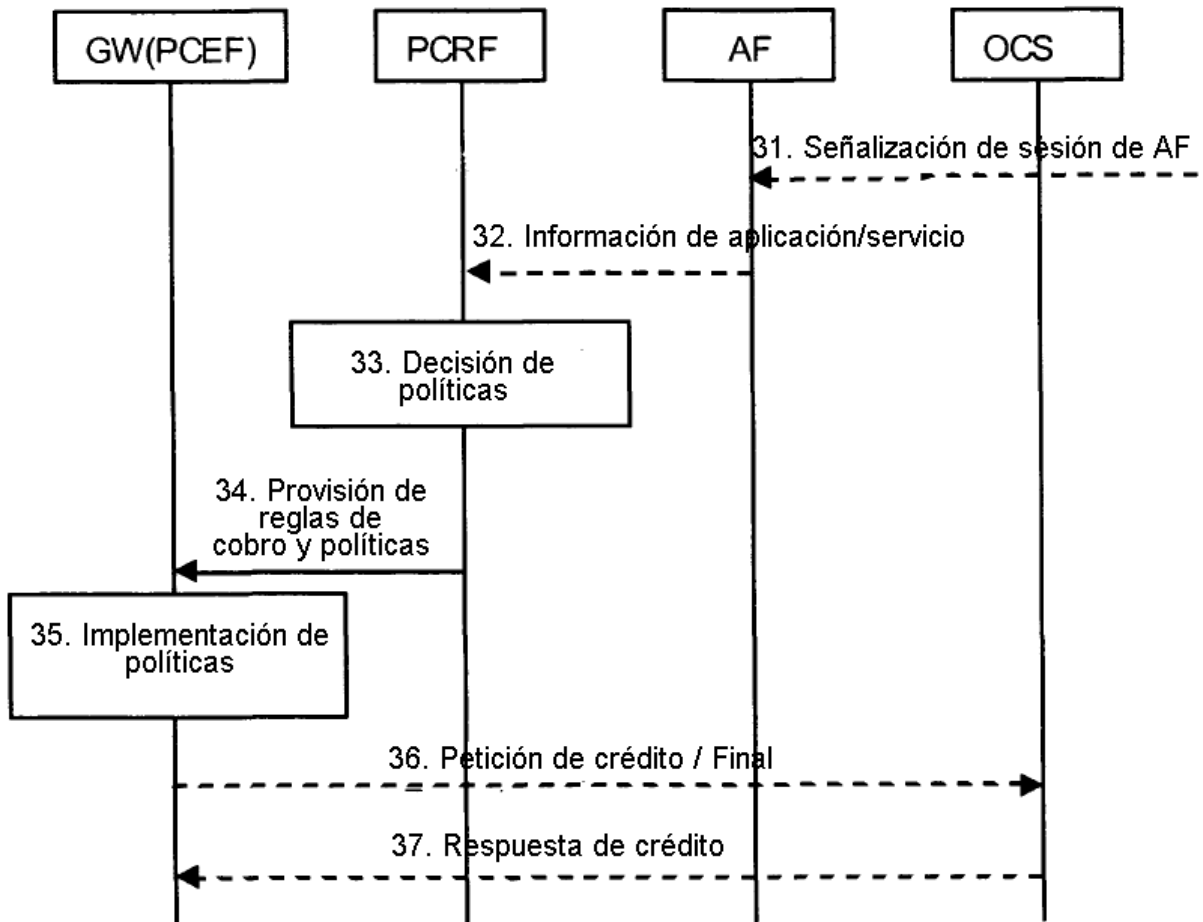 GW(PCEF)
PCRF
AF
OCS
31. Señalización de sesión de AF
32. Información de aplicación/servicio
33. Decisión de
políticas
34. Provisión de
reglas de
cobro y políticas
35. Implementación de
políticas
36. Petición de crédito / Final
37. Respuesta de crédito